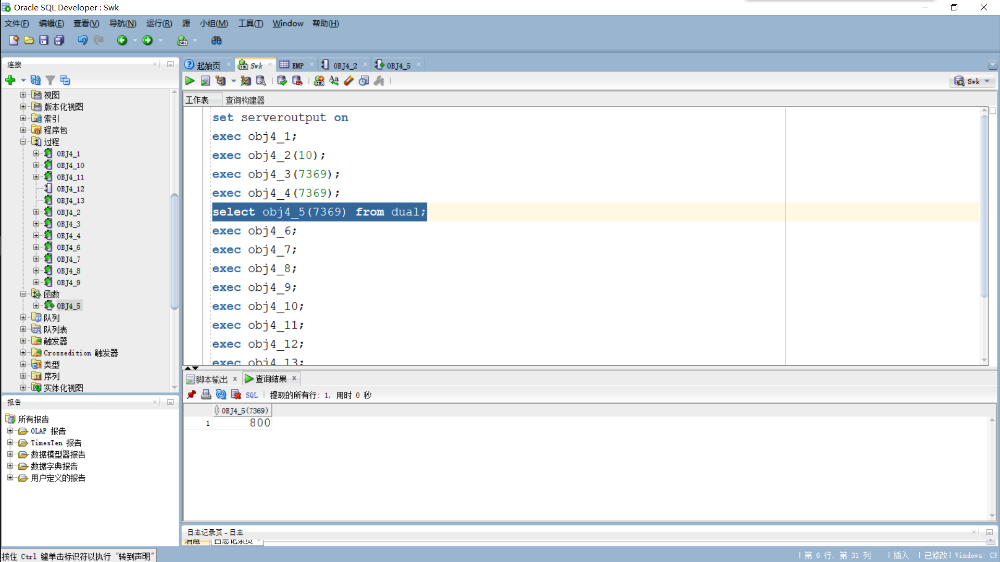 Oracle SQL Developer : Swk
文件(F) 编辑(E) 查看(V) 导航(N) 运行(R) 源 小组(M) 工具(T) Window 帮助(H)
连接
视图
版本化视图
索引
程序包
过程
OBJ4_1
OBJ4_10
OBJ4_11
OBJ4_12
OBJ4_13
OBJ4_2
OBJ4_3
OBJ4_4
OBJ4_6
OBJ4_7
OBJ4_8
OBJ4_9
函数
OBJ4_5
队列
队列表
触发器
Crossedition 触发器
类型
序列
实体化视图
报告
所有报告
OLAP 报告
TimesTen 报告
数据模型器报告
数据字典报告
用户定义的报告
起始页 Swk EMP OBJ4_2 OBJ4_5
Swk
工作表 查询构建器
set serveroutput on
exec obj4_1;
exec obj4_2(10);
exec obj4_3(7369);
exec obj4_4(7369);
select obj4_5(7369) from dual;
exec obj4_6;
exec obj4_7;
exec obj4_8;
exec obj4_9;
exec obj4_10;
exec obj4_11;
exec obj4_12;
exec obj4_13;
脚本输出 查询结果
SQL 提取的所有行: 1, 用时 0 秒
OBJ4_5(7369)
1 800
日志记录页 - 日志
消息 日志记录页
按住 Ctrl 键单击标识符以执行 "转到声明"
第 6 行, 第 31 列 插入 已修改 Windows: CF